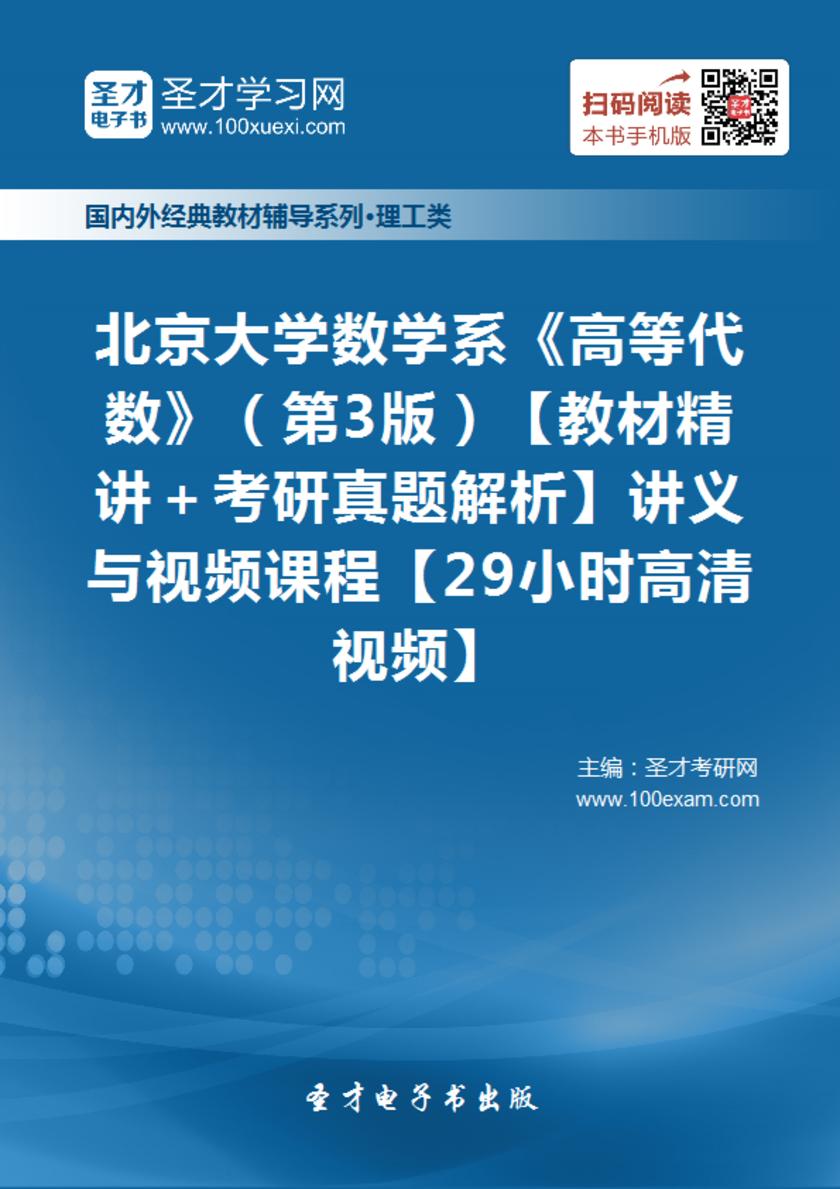 圣才
电子书
圣才学习网
www.100xuexi.com
扫码阅读
本书手机版
圣才
国内外经典教材辅导系列•理工类
北京大学数学系《高等代
数》（第3版）【教材精
讲＋考研真题解析】讲义
与视频课程【29小时高清
视频】
主编：圣才考研网
www.100exam.com
圣才电子书出版